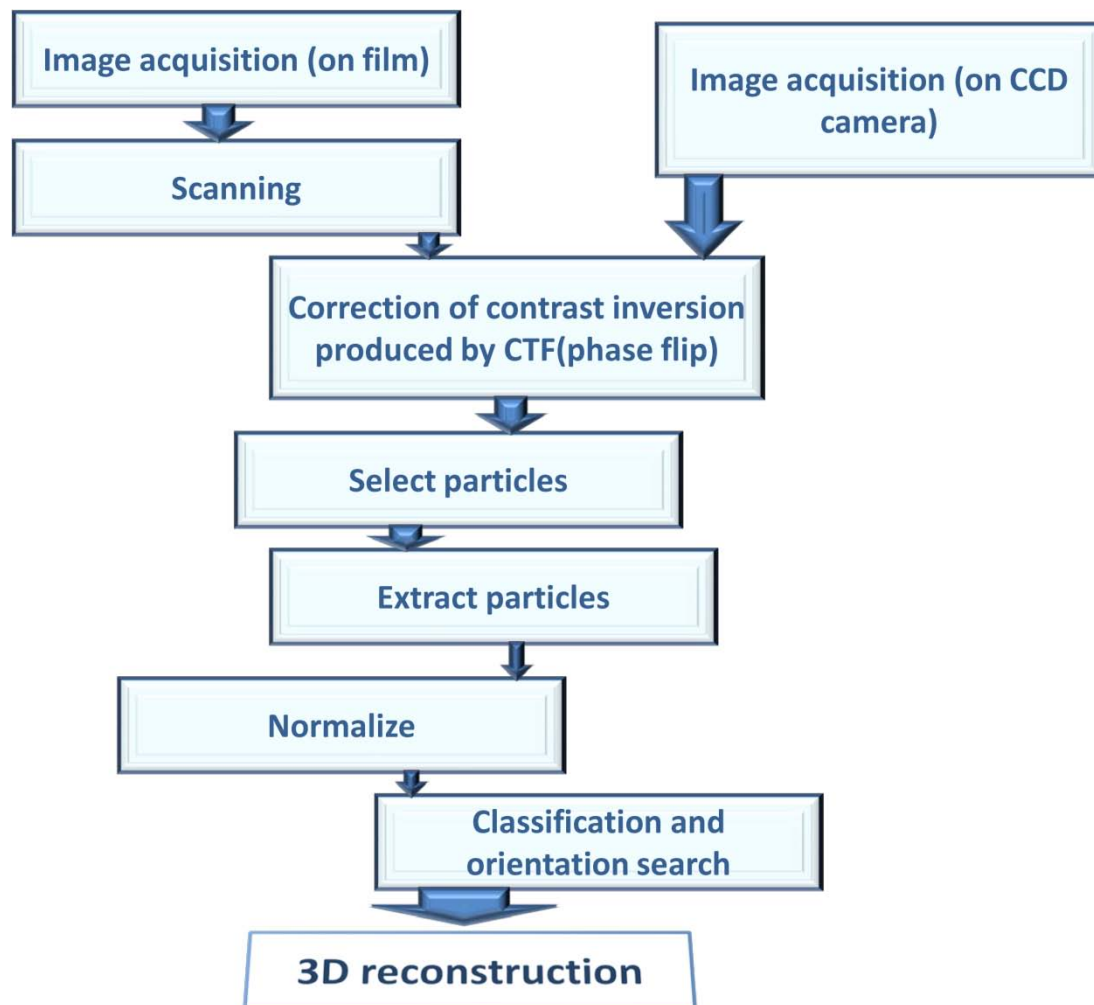 Image acquisition (on film)
Image acquisition (on CCD
camera)
Scanning
Correction of contrast inversion
produced by CTF(phase flip)
Select particles
Extract particles
Normalize
Classification and
orientation search
3D reconstruction